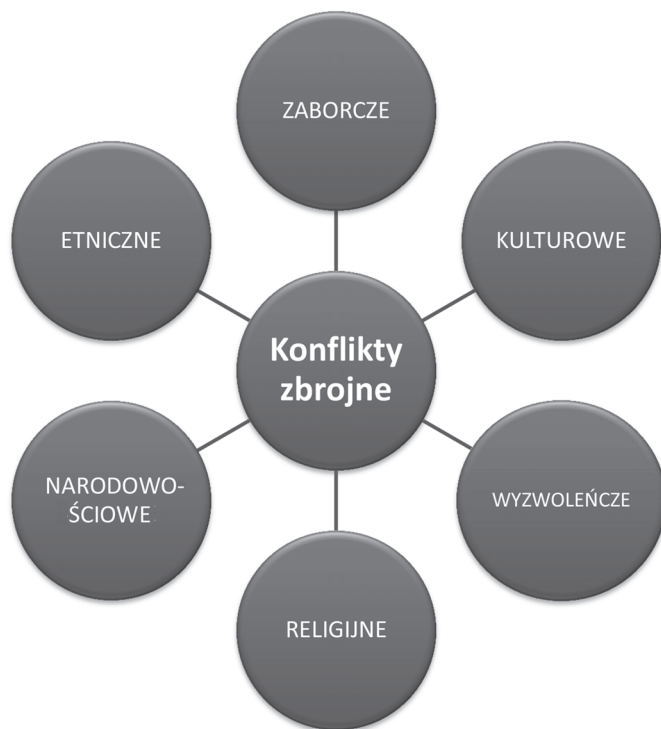 ZABORCZE
ETNICZNE
KULTUROWE
Konflikty
zbrojne
NARODOWO-
ŚCIOWE
WYZWOLEŃCZE
RELIGIJNE